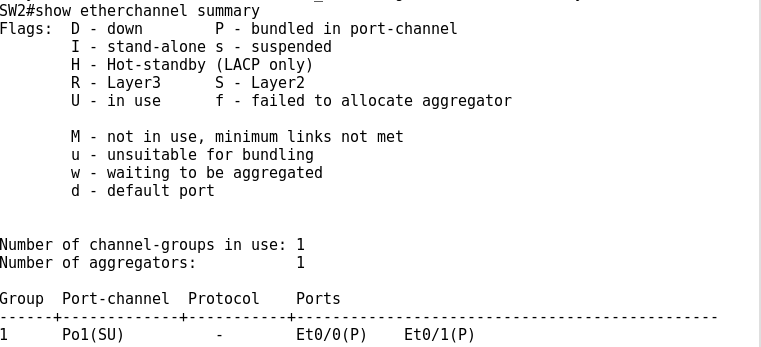 SW2#show etherchannel summary
Flags:  D - down        P - bundled in port-channel
        I - stand-alone s - suspended
        H - Hot-standby (LACP only)
        R - Layer3      S - Layer2
        U - in use      f - failed to allocate aggregator

        M - not in use, minimum links not met
        u - unsuitable for bundling
        w - waiting to be aggregated
        d - default port


Number of channel-groups in use: 1
Number of aggregators:           1

Group  Port-channel  Protocol    Ports
------+-------------+-----------+-----------------------------------------------
1      Po1(SU)          -        Et0/0(P)    Et0/1(P)